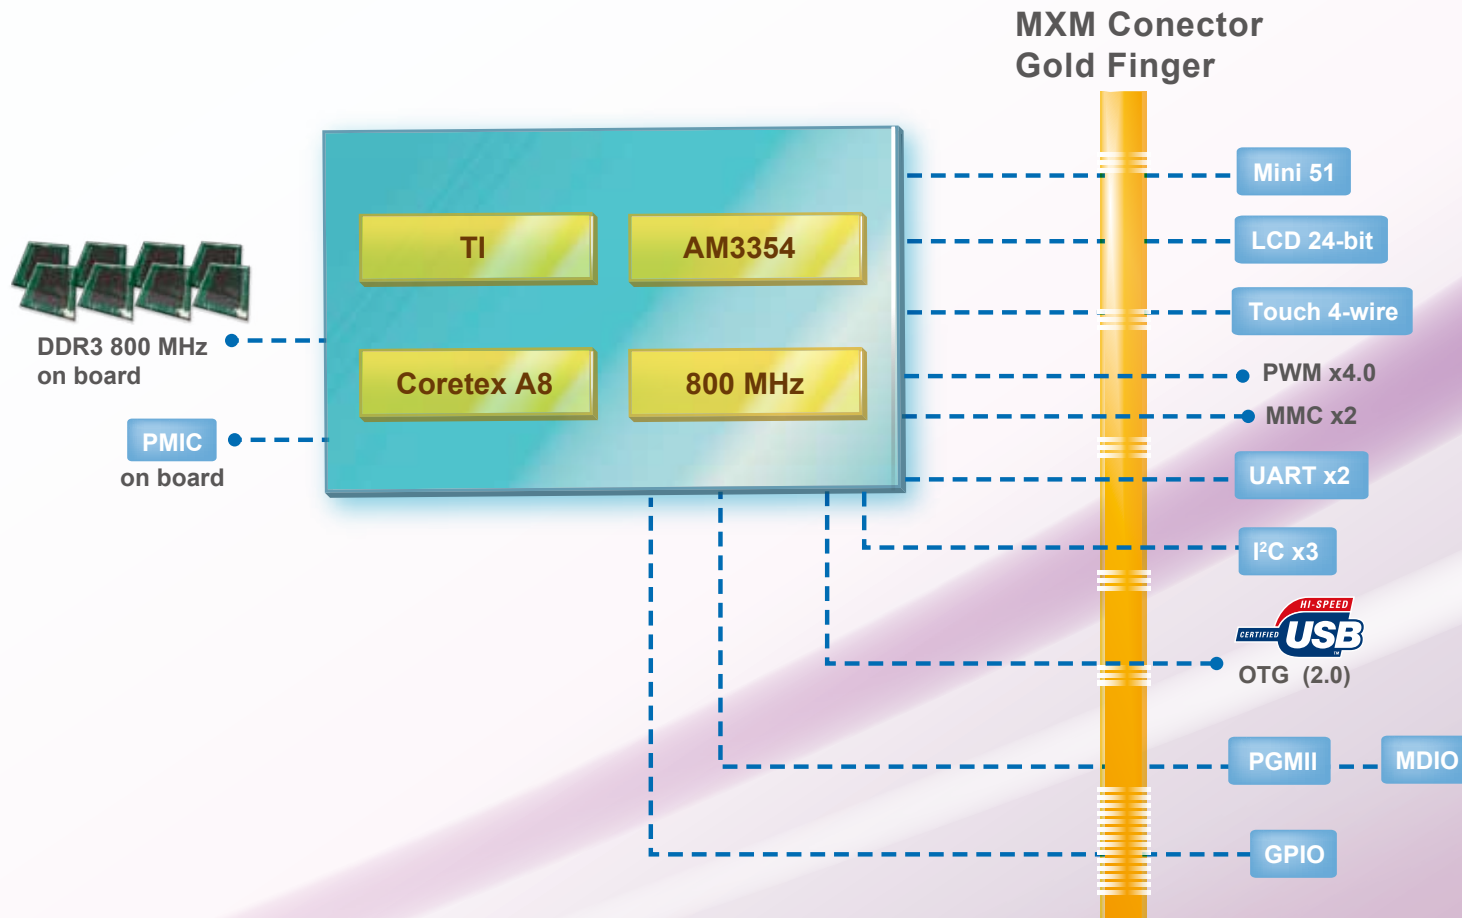 MXM Conector
Gold Finger
Mini 51
LCD 24-bit
TI
AM3354
Touch 4-wire
DDR3 800 MHz
on board
Coretex A8
800 MHz
PWM x4.0
MMC x2
PMIC
on board
UART x2
I²C x3
HI-SPEED
CERTIFIED USB
TM
OTG (2.0)
PGMII
MDIO
GPIO